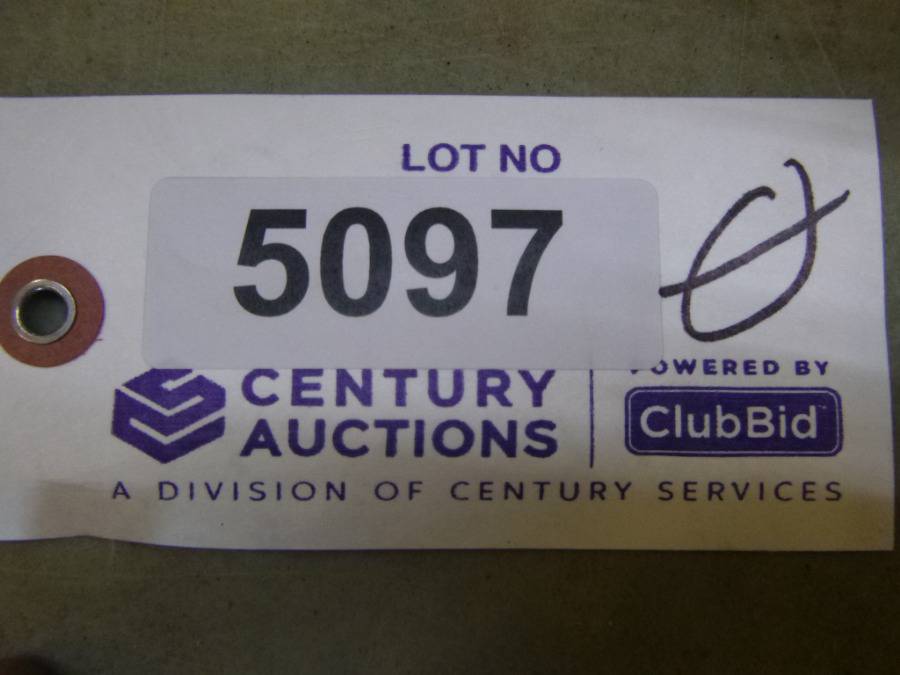 LOT NO
5097
CENTURY
AUCTIONS
POWERED BY
ClubBid
A DIVISION OF CENTURY SERVICES